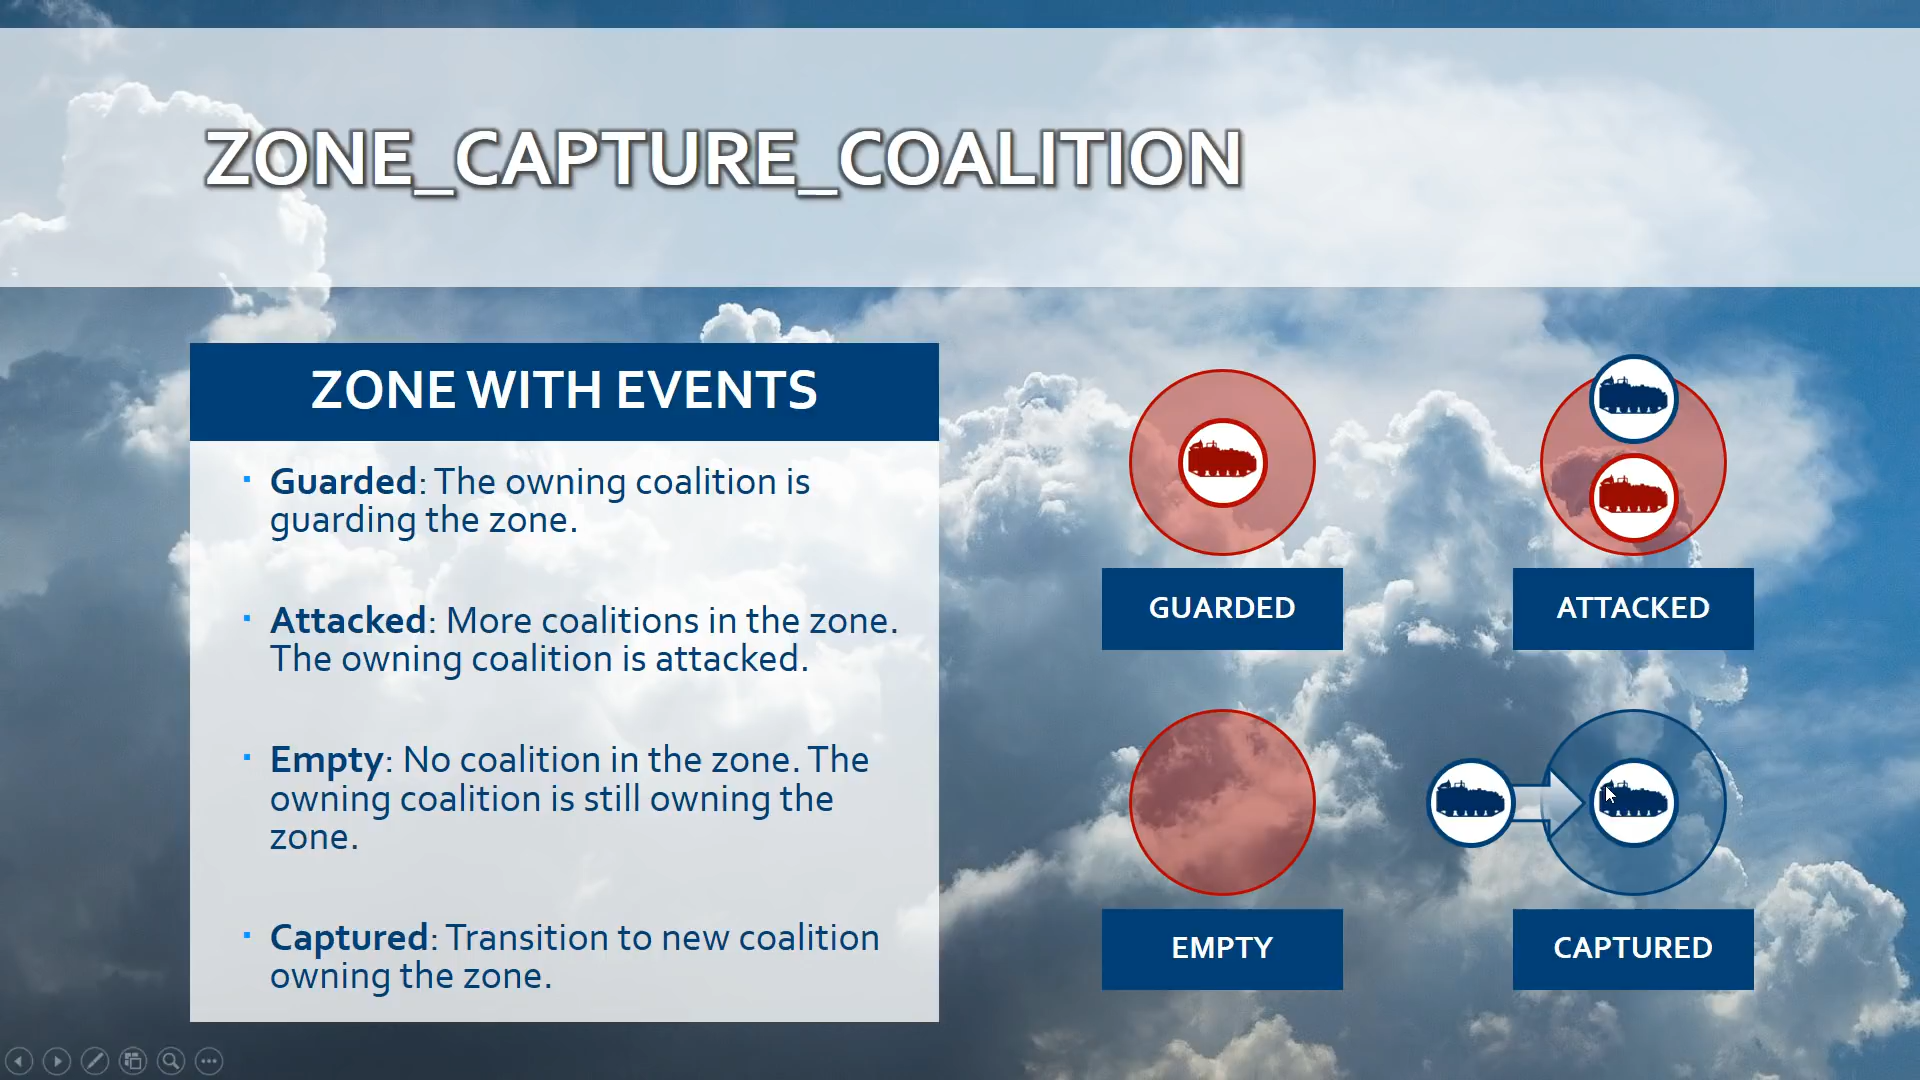 ZONE_CAPTURE_COALITION
ZONE WITH EVENTS
Guarded: The owning coalition is
guarding the zone.
Attacked: More coalitions in the zone.
The owning coalition is attacked.
Empty: No coalition in the zone. The
owning coalition is still owning the
zone.
Captured: Transition to new coalition
owning the zone.
GUARDED
ATTACKED
EMPTY
CAPTURED